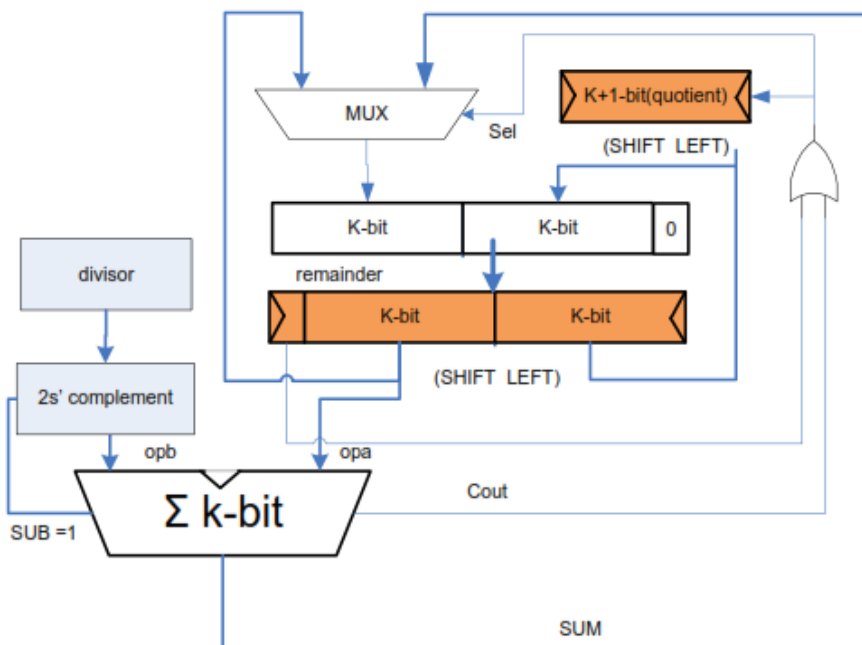 K+1-bit(quotient)
MUX
Sel
(SHIFT LEFT)
K-bit
K-bit
0
divisor
remainder
K-bit
K-bit
(SHIFT LEFT)
2s' complement
opb
opa
Σ k-bit
Cout
SUB =1
SUM